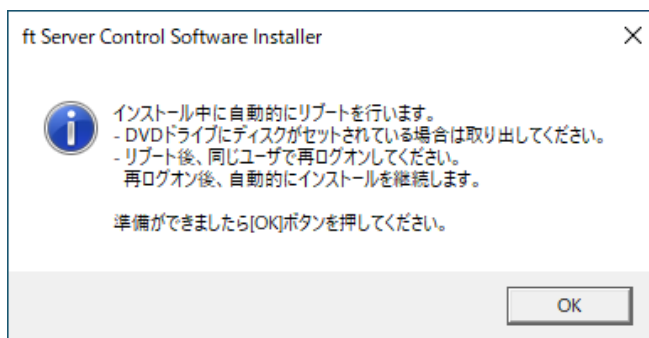 ft Server Control Software Installer
インストール中に自動的にリブートを行います。
- DVDドライブにディスクがセットされている場合は取り出してください。
- リブート後、同じユーザで再ログオンしてください。
再ログオン後、自動的にインストールを継続します。
準備ができましたら[OK]ボタンを押してください。
OK